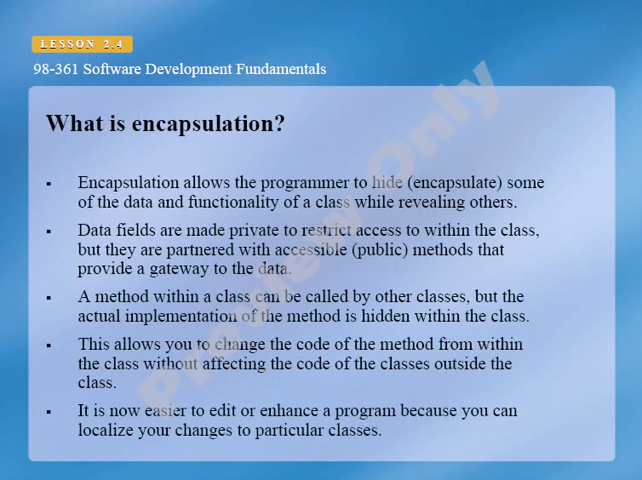 LESSON 2.4
98-361 Software Development Fundamentals
What is encapsulation?
▪ Encapsulation allows the programmer to hide (encapsulate) some
of the data and functionality of a class while revealing others.
▪ Data fields are made private to restrict access to within the class,
but they are partnered with accessible (public) methods that
provide a gateway to the data.
▪ A method within a class can be called by other classes, but the
actual implementation of the method is hidden within the class.
▪ This allows you to change the code of the method from within
the class without affecting the code of the classes outside the
class.
▪ It is now easier to edit or enhance a program because you can
localize your changes to particular classes.
Preview Only